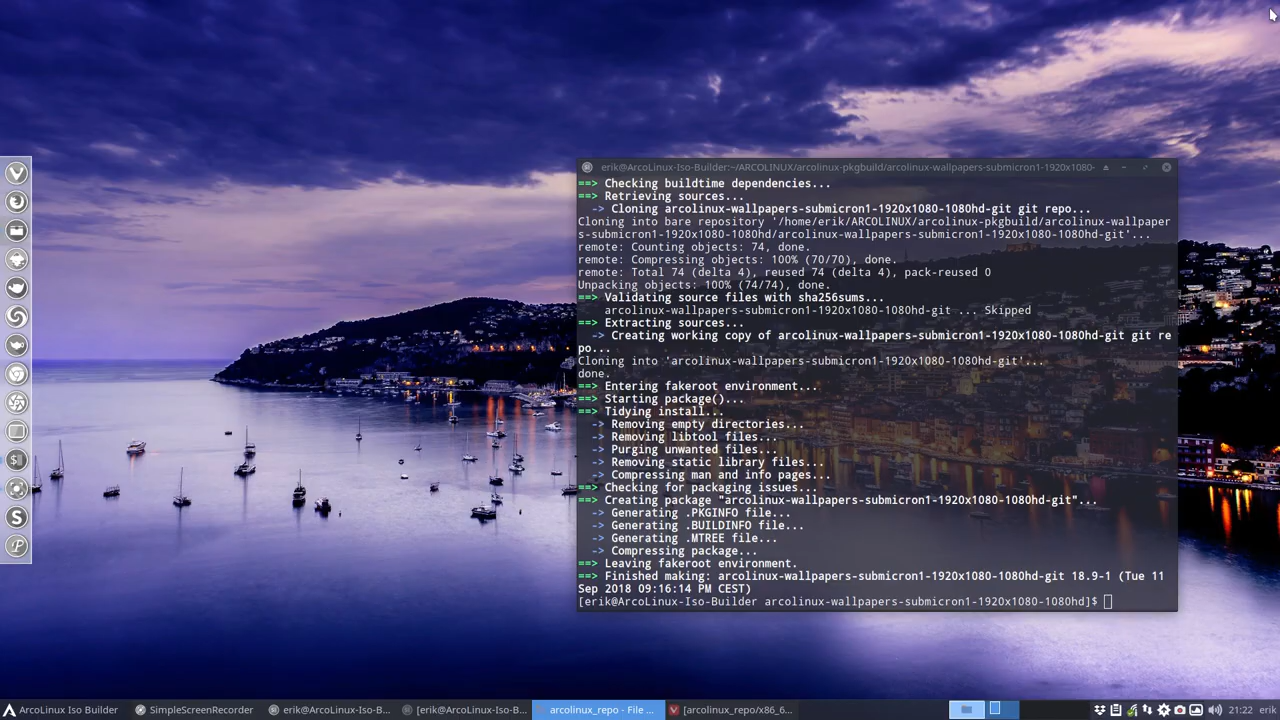 erik@ArcoLinux-Iso-Builder:~/ARCOLINUX/arcolinux-pkgbuild/arcolinux-wallpapers-submicron1-1920x1080-
==> Checking buildtime dependencies...
==> Retrieving sources...
  -> Cloning arcolinux-wallpapers-submicron1-1920x1080-1080hd-git git repo...
Cloning into bare repository '/home/erik/ARCOLINUX/arcolinux-pkgbuild/arcolinux-wallpaper
s-submicron1-1920x1080-1080hd/arcolinux-wallpapers-submicron1-1920x1080-1080hd-git'...
remote: Counting objects: 74, done.
remote: Compressing objects: 100% (70/70), done.
remote: Total 74 (delta 4), reused 74 (delta 4), pack-reused 0
Unpacking objects: 100% (74/74), done.
==> Validating source files with sha256sums...
    arcolinux-wallpapers-submicron1-1920x1080-1080hd-git ... Skipped
==> Extracting sources...
  -> Creating working copy of arcolinux-wallpapers-submicron1-1920x1080-1080hd-git git re
po...
Cloning into 'arcolinux-wallpapers-submicron1-1920x1080-1080hd-git'...
done.
==> Entering fakeroot environment...
==> Starting package()...
==> Tidying install...
  -> Removing empty directories...
  -> Removing libtool files...
  -> Purging unwanted files...
  -> Removing static library files...
  -> Compressing man and info pages...
==> Checking for packaging issues...
==> Creating package "arcolinux-wallpapers-submicron1-1920x1080-1080hd-git"...
  -> Generating .PKGINFO file...
  -> Generating .BUILDINFO file...
  -> Generating .MTREE file...
  -> Compressing package...
==> Leaving fakeroot environment.
==> Finished making: arcolinux-wallpapers-submicron1-1920x1080-1080hd-git 18.9-1 (Tue 11
Sep 2018 09:16:14 PM CEST)
[erik@ArcoLinux-Iso-Builder arcolinux-wallpapers-submicron1-1920x1080-1080hd]$
ArcoLinux Iso Builder SimpleScreenRecorder erik@ArcoLinux-Iso-B... [erik@ArcoLinux-Iso-B... arcolinux_repo - File ... [arcolinux_repo/x86_6... 21:22 erik